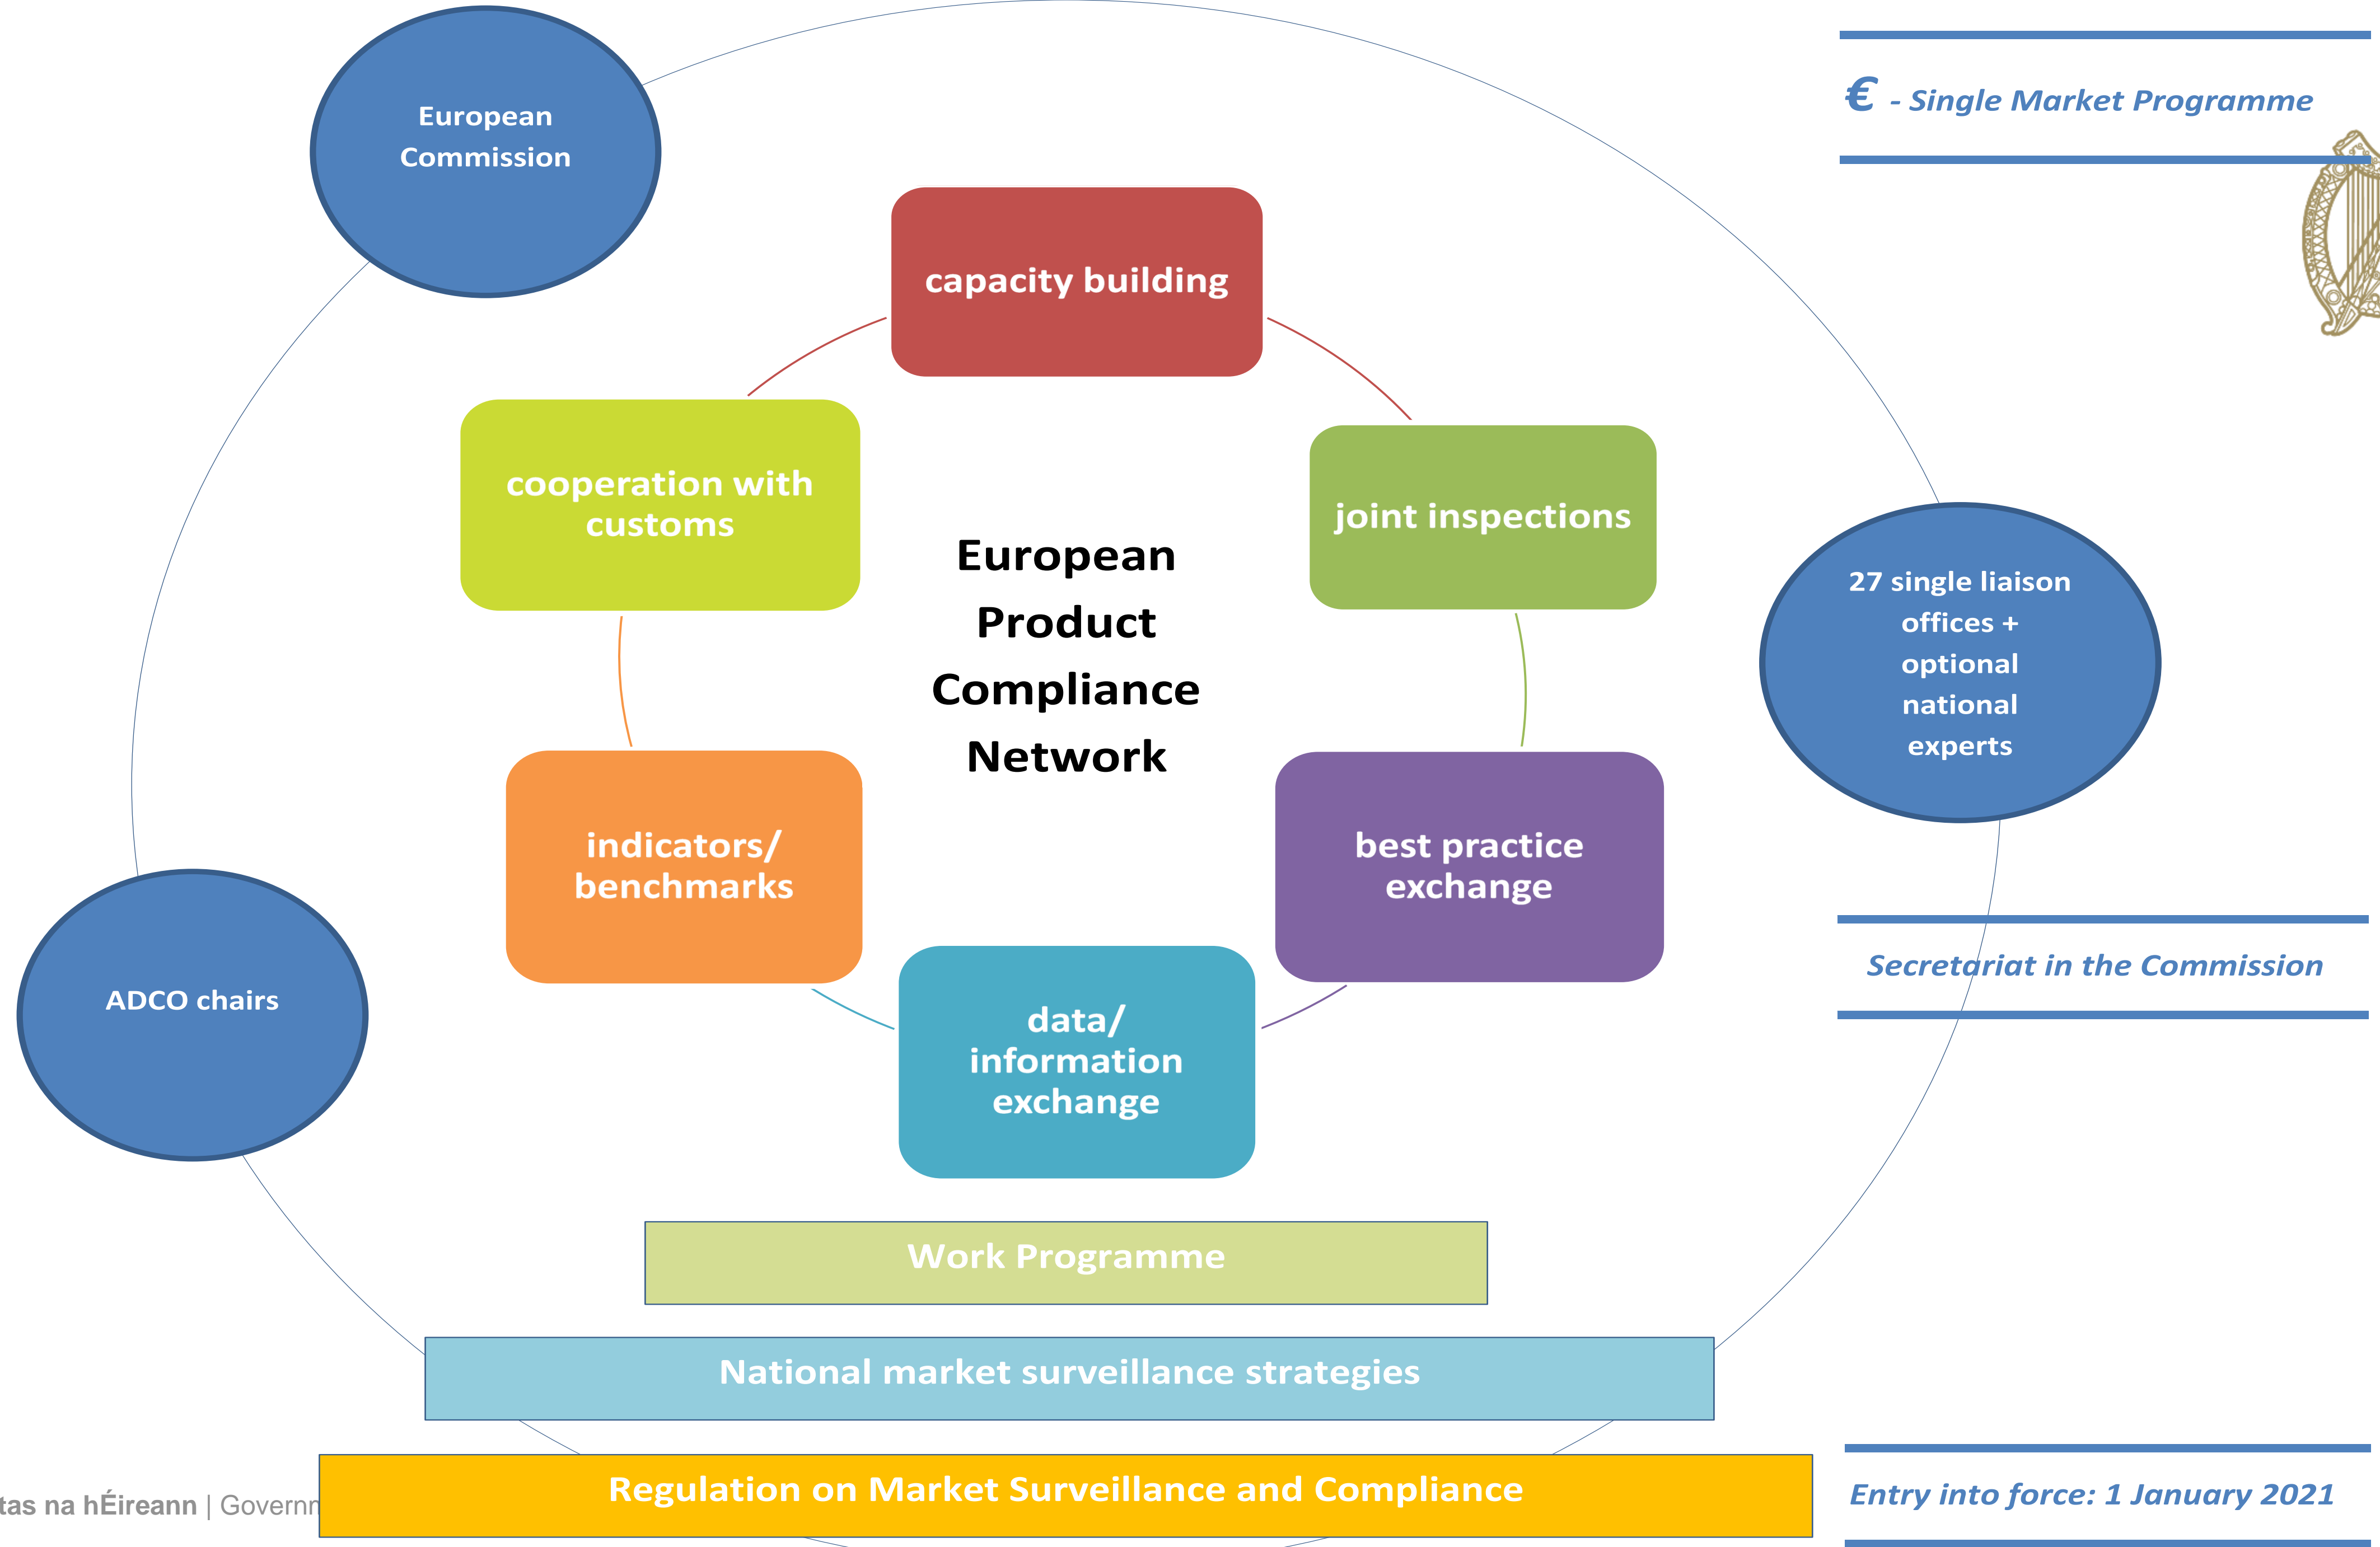 European
Commission
€ - Single Market Programme
capacity building
cooperation with
customs
joint inspections
European
Product
Compliance
Network
27 single liaison
offices +
optional
national
experts
indicators/
benchmarks
best practice
exchange
ADCO chairs
data/
information
exchange
Secretariat in the Commission
Work Programme
National market surveillance strategies
Regulation on Market Surveillance and Compliance
Entry into force: 1 January 2021
tas na hÉireann | Governm